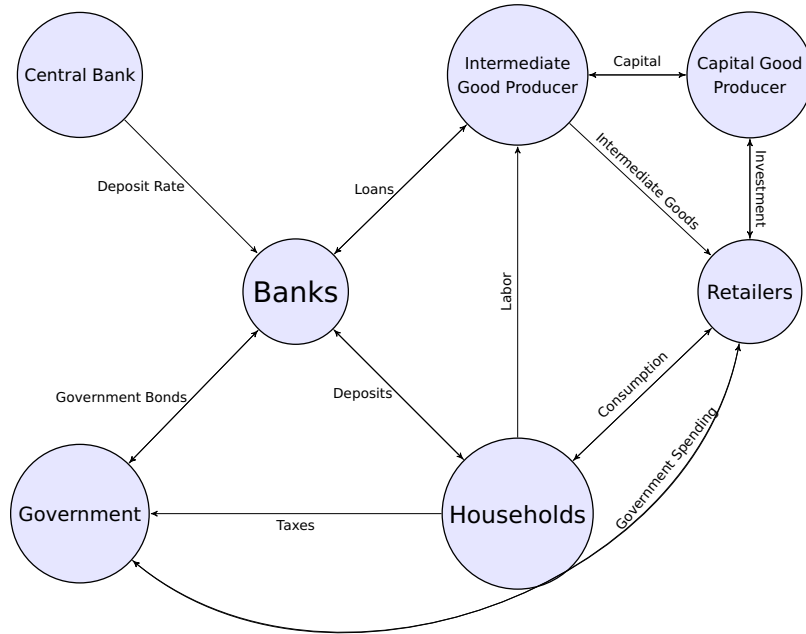 Central Bank
Intermediate
Good Producer
Capital
Capital Good
Producer
Deposit Rate
Loans
Intermediate Goods
Investment
Banks
Labor
Retailers
Government Bonds
Deposits
Consumption
Government Spending
Government
Taxes
Households